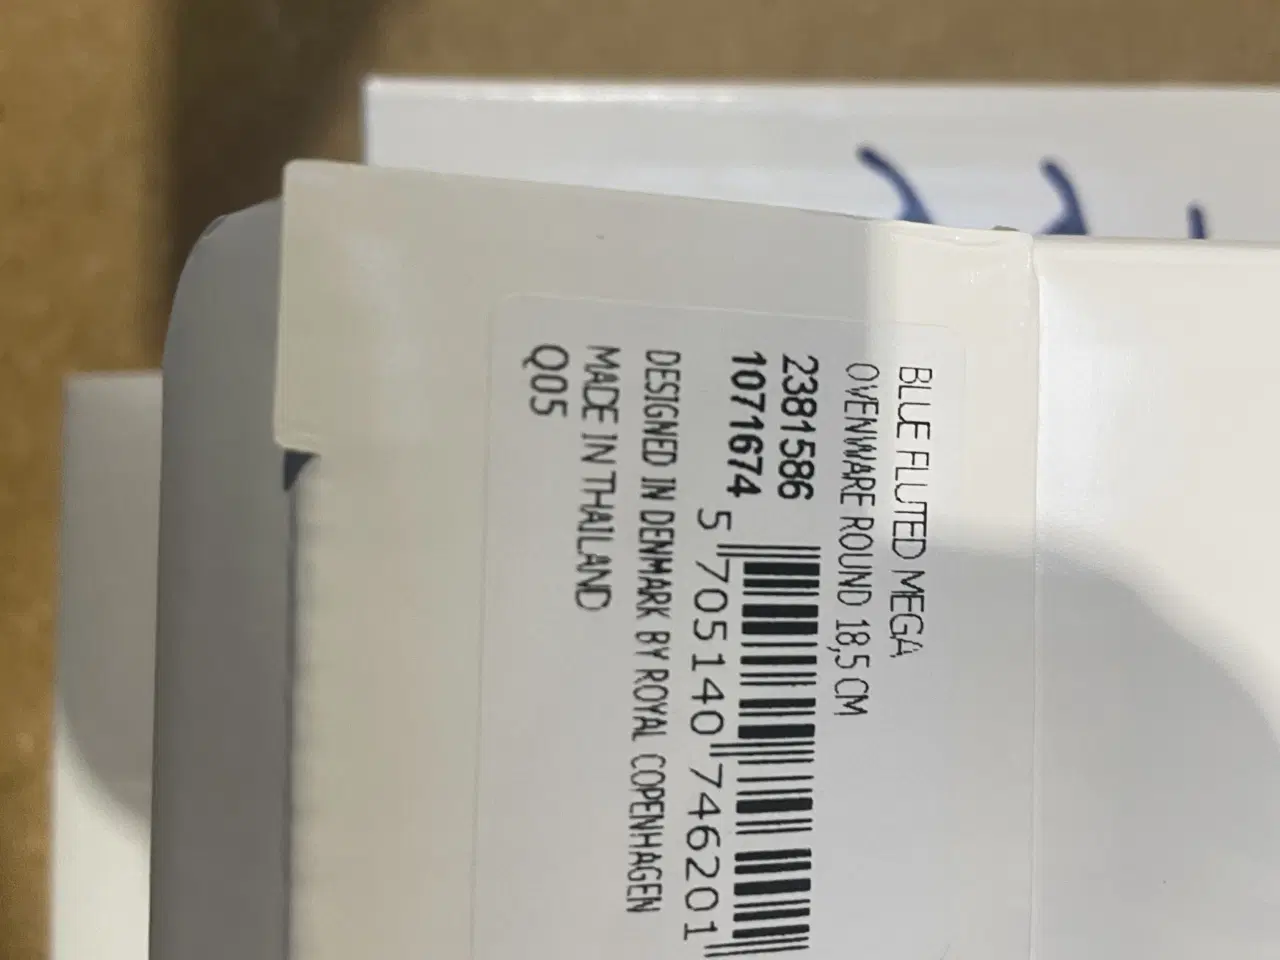 BLUE FLUTED MEGA
OVENWARE ROUND 18,5 CM
2381586
1071674
5 705140 746201
DESIGNED IN DENMARK BY ROYAL COPENHAGEN
MADE IN THAILAND
Q05